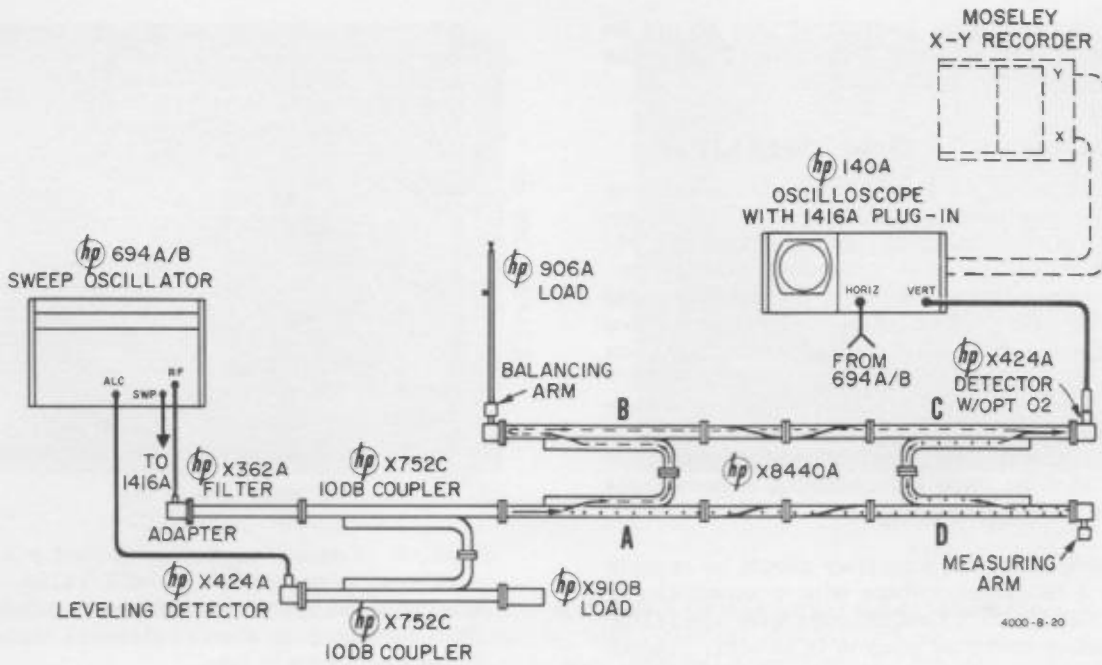 MOSELEY
X-Y RECORDER
Y
X
hp 140A
OSCILLOSCOPE
WITH 1416A PLUG-IN
HORIZ
VERT
FROM
694A/B
hp 694A/B
SWEEP OSCILLATOR
ALC
SWP
RF
TO
1416A
hp 906A
LOAD
BALANCING
ARM
hp X424A
DETECTOR
W/OPT 02
B
C
hp X362A
FILTER
hp X752C
10DB COUPLER
hp X8440A
ADAPTER
A
D
MEASURING
ARM
hp X424A
LEVELING DETECTOR
hp X910B
LOAD
hp X752C
10DB COUPLER
4000-B-20